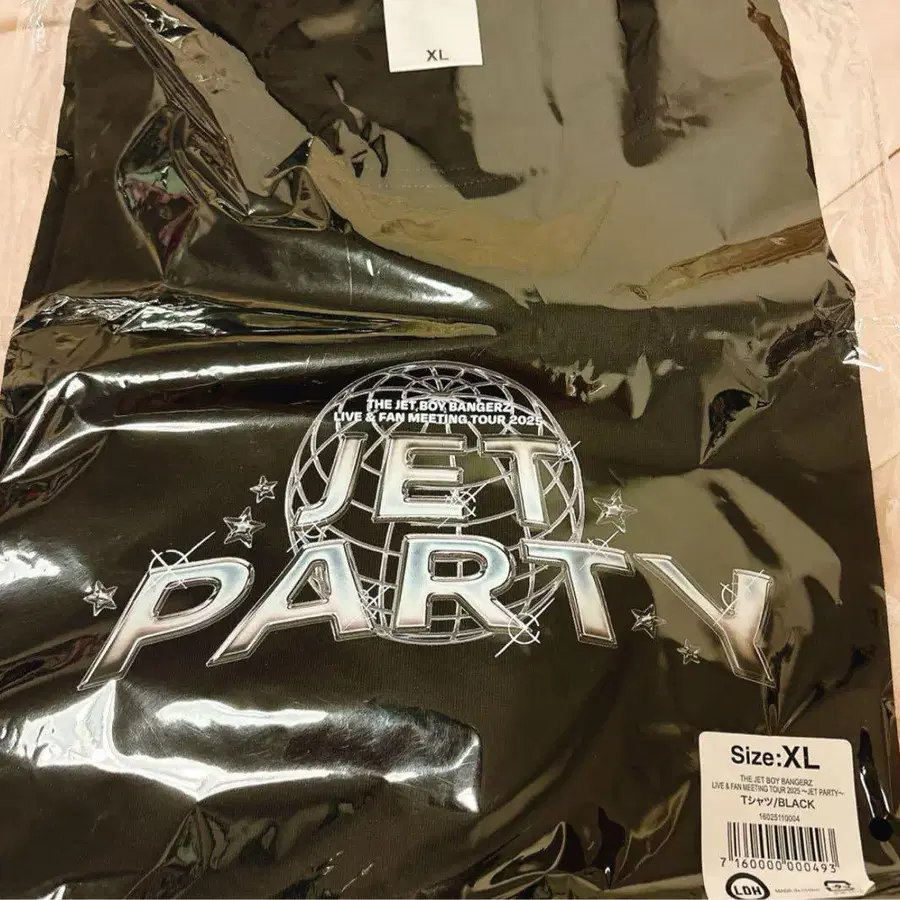 XL
THE JET BOY BANGERZ
LIVE & FAN MEETING TOUR 2025
JET
PARTY
Size:XL
THE JET BOY BANGERZ
LIVE & FAN MEETING TOUR 2025 〜JET PARTY〜
Tシャツ/BLACK
16025110004
7 160000 000493
LDH